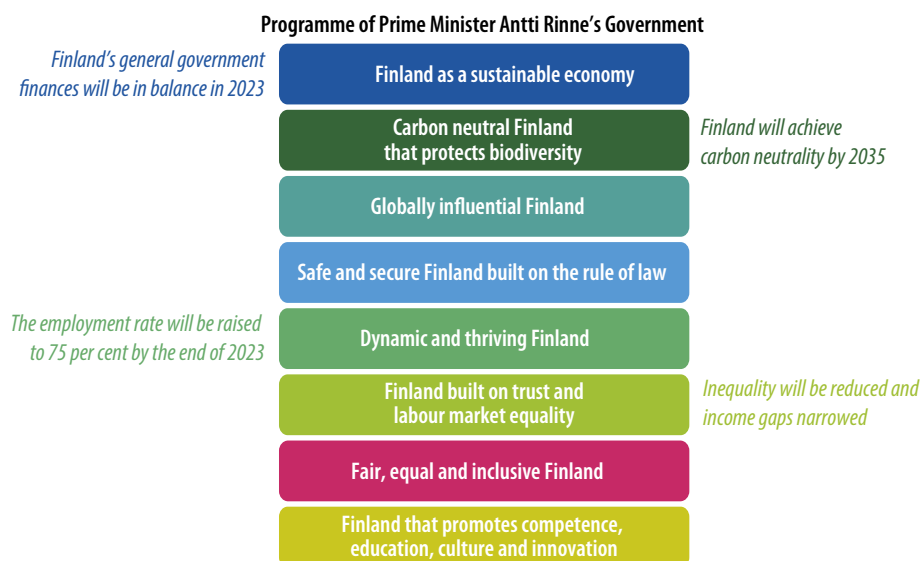 Programme of Prime Minister Antti Rinne's Government
Finland's general government
finances will be in balance in 2023
Finland as a sustainable economy
Carbon neutral Finland
that protects biodiversity
Finland will achieve
carbon neutrality by 2035
Globally influential Finland
Safe and secure Finland built on the rule of law
The employment rate will be raised
to 75 per cent by the end of 2023
Dynamic and thriving Finland
Finland built on trust and
labour market equality
Inequality will be reduced and
income gaps narrowed
Fair, equal and inclusive Finland
Finland that promotes competence,
education, culture and innovation